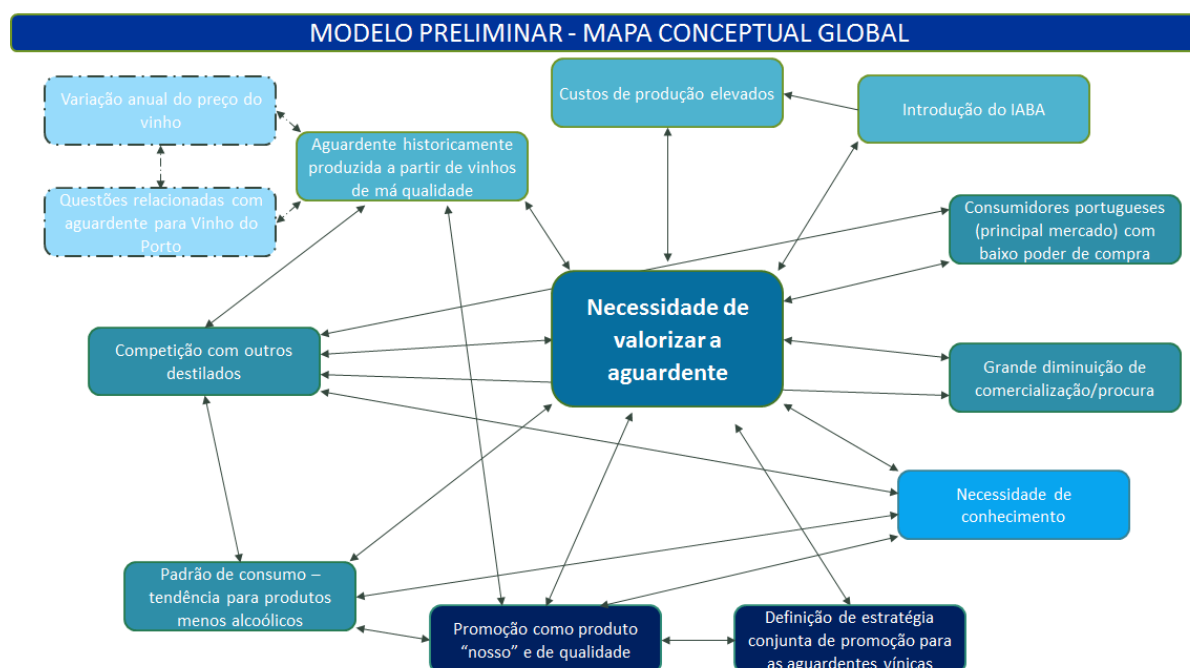 MODELO PRELIMINAR - MAPA CONCEPTUAL GLOBAL
Variação anual do preço do
vinho
Custos de produção elevados
Introdução do IABA
Aguardente historicamente
produzida a partir de vinhos
de má qualidade
Questões relacionadas com
aguardente para Vinho do
Porto
Consumidores portugueses
(principal mercado) com
baixo poder de compra
Necessidade de
valorizar a
aguardente
Competição com outros
destilados
Grande diminuição de
comercialização/procura
Necessidade de
conhecimento
Padrão de consumo –
tendência para produtos
menos alcoólicos
Promoção como produto
“nosso” e de qualidade
Definição de estratégia
conjunta de promoção para
as aguardentes vínicas